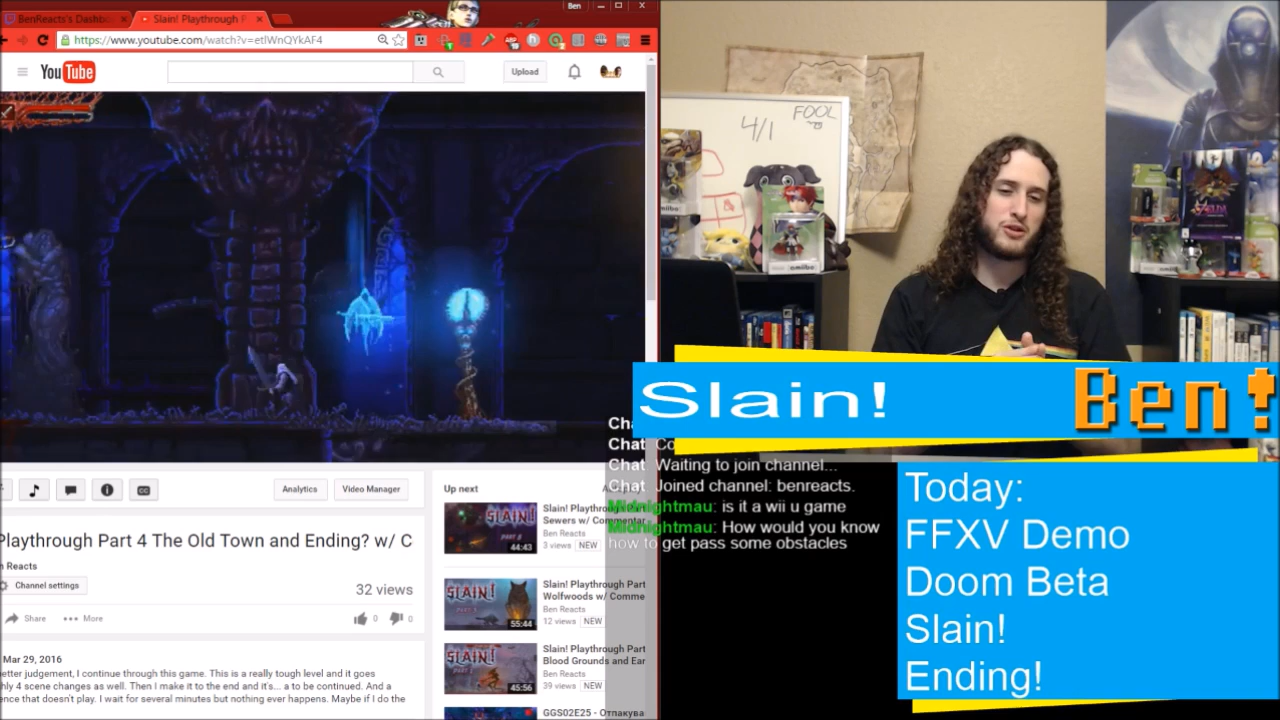 BenReacts's Dashb
Slain! Playthrough P
Ben
https://www.youtube.com/watch?v=etlWnQYkAF4
YouTube
Upload
4/1
FOOL
amiibo
Slain!
Ben!
Chat
Waiting to join channel...
Chat Joined channel: benreacts.
Midnightmau: is it a wii u game
Midnightmau: How would you know
how to get pass some obstacles
Today:
FFXV Demo
Doom Beta
Slain!
Ending!
Analytics
Video Manager
Playthrough Part 4 The Old Town and Ending? w/ C
n Reacts
Channel settings
32 views
Share
More
0
0
Mar 29, 2016
etter judgement, I continue through this game. This is a really tough level and it goes
hly 4 scene changes as well. Then I make it to the end and it's... a to be continued. And a
ence that doesn't play. I wait for several minutes but nothing ever happens. Maybe if I do the
Up next
SLAIN!
44:43
Slain! Playthrough
Sewers w/ Commentar
Ben Reacts
3 views NEW
SLAIN!
55:44
Slain! Playthrough Part
Wolfwoods w/ Comme
Ben Reacts
12 views NEW
SLAIN!
45:56
Slain! Playthrough Part
Blood Grounds and Ear
Ben Reacts
39 views NEW
GGS02E25 - Отпакува